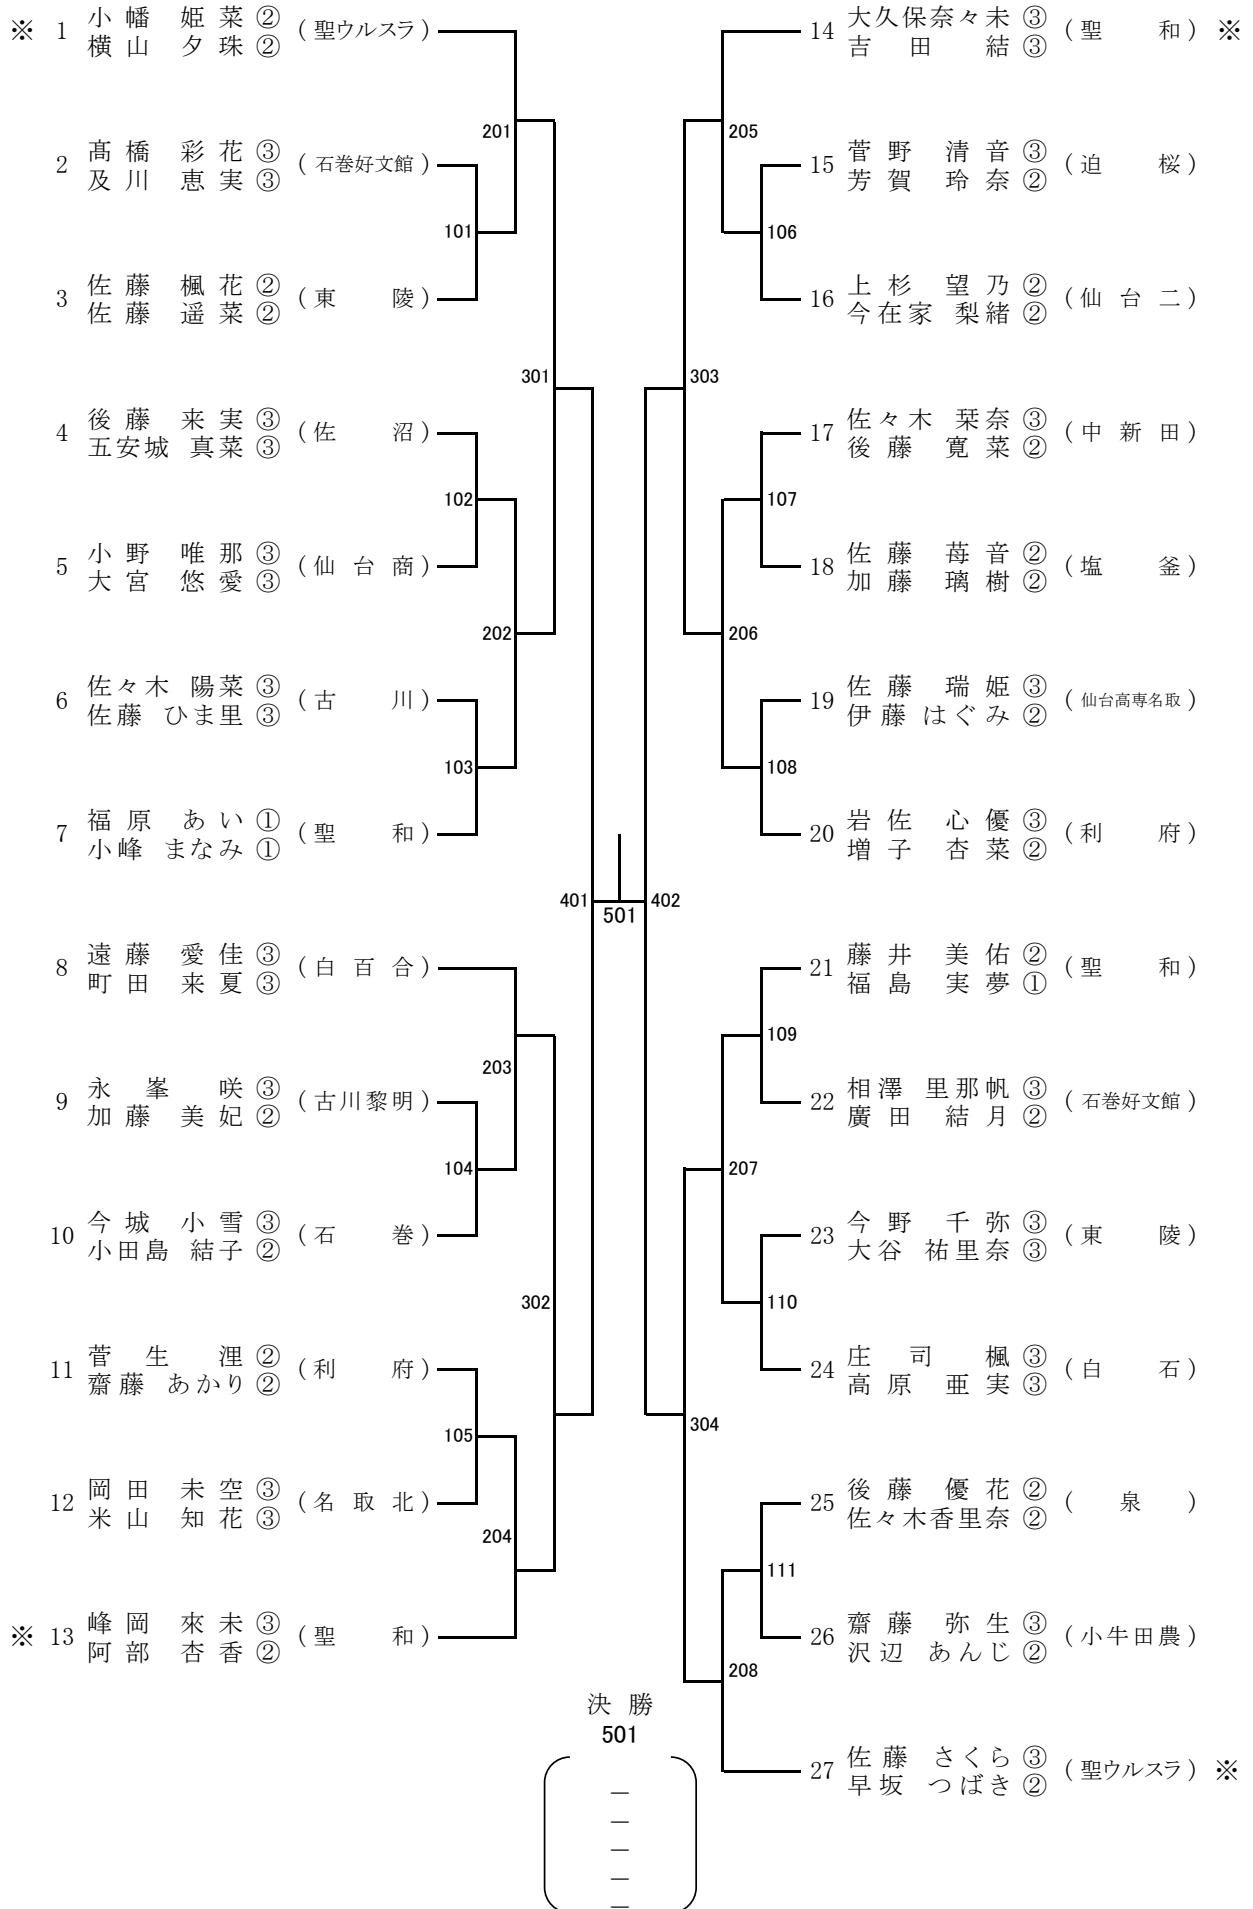 ※ 1 小幡 姫菜 ② (聖ウルスラ)
横山 夕珠 ②
201
2 髙橋 彩花 ③ (石巻好文館)
及川 恵実 ③
101
3 佐藤 楓花 ② (東陵)
佐藤 遥菜 ②
301
4 後藤 来実 ③ (佐沼)
五安城 真菜 ③
102
5 小野 唯那 ③ (仙台商)
大宮 悠愛 ③
202
6 佐々木 陽菜 ③ (古川)
佐藤 ひま里 ③
103
7 福原 あい ① (聖和)
小峰 まなみ ①
401
8 遠藤 愛佳 ③ (白百合)
町田 来夏 ③
203
9 永峯 咲 ③ (古川黎明)
加藤 美妃 ②
104
10 今城 小雪 ③ (石巻)
小田島 結子 ②
302
11 菅生 浬 ② (利府)
齋藤 あかり ②
105
12 岡田 未空 ③ (名取北)
米山 知花 ③
204
※ 13 峰岡 來未 ③ (聖和)
阿部 杏香 ②
14 大久保奈々未 ③ (聖和) ※
吉田 結 ③
205
15 菅野 清音 ③ (迫桜)
芳賀 玲奈 ②
106
16 上杉 望乃 ② (仙台二)
今在家 梨緒 ②
303
17 佐々木 栞奈 ③ (中新田)
後藤 寛菜 ②
107
18 佐藤 苺音 ② (塩釜)
加藤 璃樹 ②
206
19 佐藤 瑞姫 ③ (仙台高専名取)
伊藤 はぐみ ②
108
20 岩佐 心優 ③ (利府)
増子 杏菜 ②
402
501
21 藤井 美佑 ② (聖和)
福島 実夢 ①
109
22 相澤 里那帆 ③ (石巻好文館)
廣田 結月 ②
207
23 今野 千弥 ③ (東陵)
大谷 祐里奈 ③
110
24 庄司 楓 ③ (白石)
高原 亜実 ③
304
25 後藤 優花 ② (泉)
佐々木香里奈 ②
111
26 齋藤 弥生 ③ (小牛田農)
沢辺 あんじ ②
208
27 佐藤 さくら ③ (聖ウルスラ) ※
早坂 つばき ②
決勝
501
－
－
－
－
－